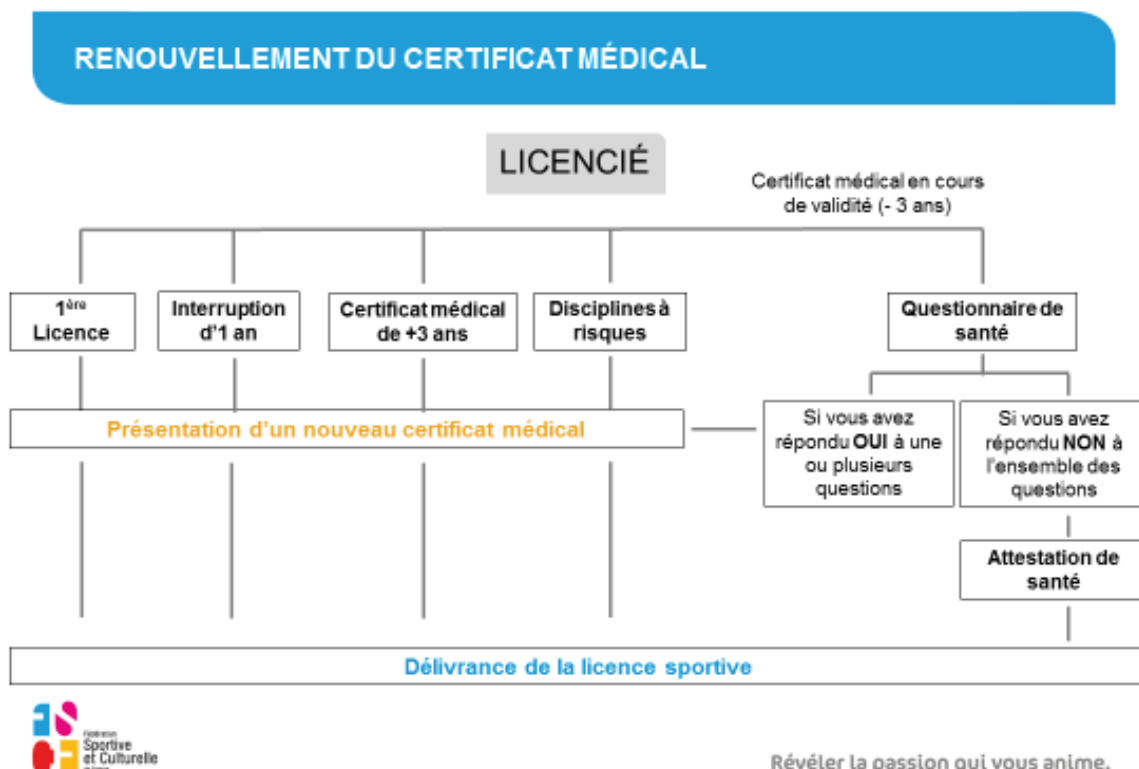 RENOUVELLEMENT DU CERTIFICAT MÉDICAL
LICENCIÉ
Certificat médical en cours
de validité (- 3 ans)
1ère
Licence
Interruption
d'1 an
Certificat médical
de +3 ans
Disciplines à
risques
Questionnaire de
santé
Présentation d'un nouveau certificat médical
Si vous avez
répondu OUI à une
ou plusieurs
questions
Si vous avez
répondu NON à
l'ensemble des
questions
Attestation de
santé
Délivrance de la licence sportive
FSCF
Fédération
Sportive
et Culturelle
Révéler la passion qui vous anime.